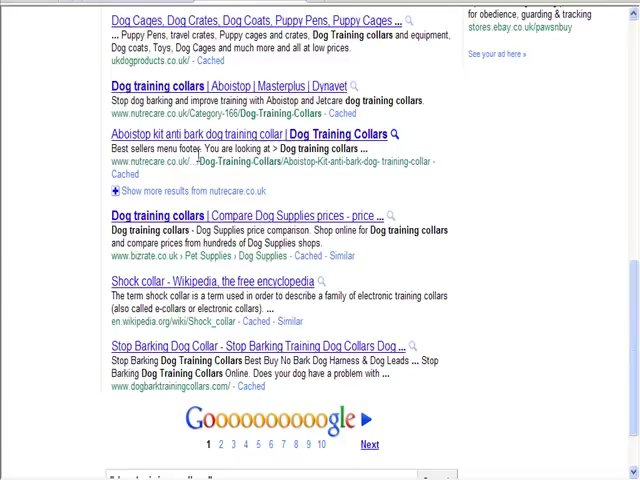 for obedience, guarding & tracking
stores.ebay.co.uk/pawsnbuy
See your ad here »
Dog Cages, Dog Crates, Dog Coats, Puppy Pens, Puppy Cages ...
... Puppy Pens, travel crates, Puppy cages and crates, Dog Training collars and equipment,
Dog coats, Toys, Dog Cages and much more and all at low prices.
ukdogproducts.co.uk/ - Cached
Dog training collars | Aboistop | Masterplus | Dynavet
Stop dog barking and improve training with Aboistop and Jetcare dog training collars.
www.nutrecare.co.uk/Category-166/Dog-Training-Collars - Cached
Aboistop kit anti bark dog training collar | Dog Training Collars
Best sellers menu footer. You are looking at > Dog training collars ...
www.nutrecare.co.uk/...Dog-Training-Collars/Aboistop-Kit-anti-bark-dog- training-collar -
Cached
Show more results from nutrecare.co.uk
Dog training collars | Compare Dog Supplies prices - price ...
Dog training collars - Dog Supplies price comparison. Shop online for Dog training collars
and compare prices from hundreds of Dog Supplies shops.
www.bizrate.co.uk › Pet Supplies › Dog Supplies - Cached - Similar
Shock collar - Wikipedia, the free encyclopedia
The term shock collar is a term used in order to describe a family of electronic training collars
(also called e-collars or electronic collars). ...
en.wikipedia.org/wiki/Shock_collar - Cached - Similar
Stop Barking Dog Collar - Stop Barking Training Dog Collars Dog ...
Stop Barking Dog Training Collars Best Buy No Bark Dog Harness & Dog Leads ... Stop
Barking Dog Training Collars Online. Does your dog have a problem with ...
www.dogbarktrainingcollars.com/ - Cached
Goooooooooogle
1 2 3 4 5 6 7 8 9 10 Next